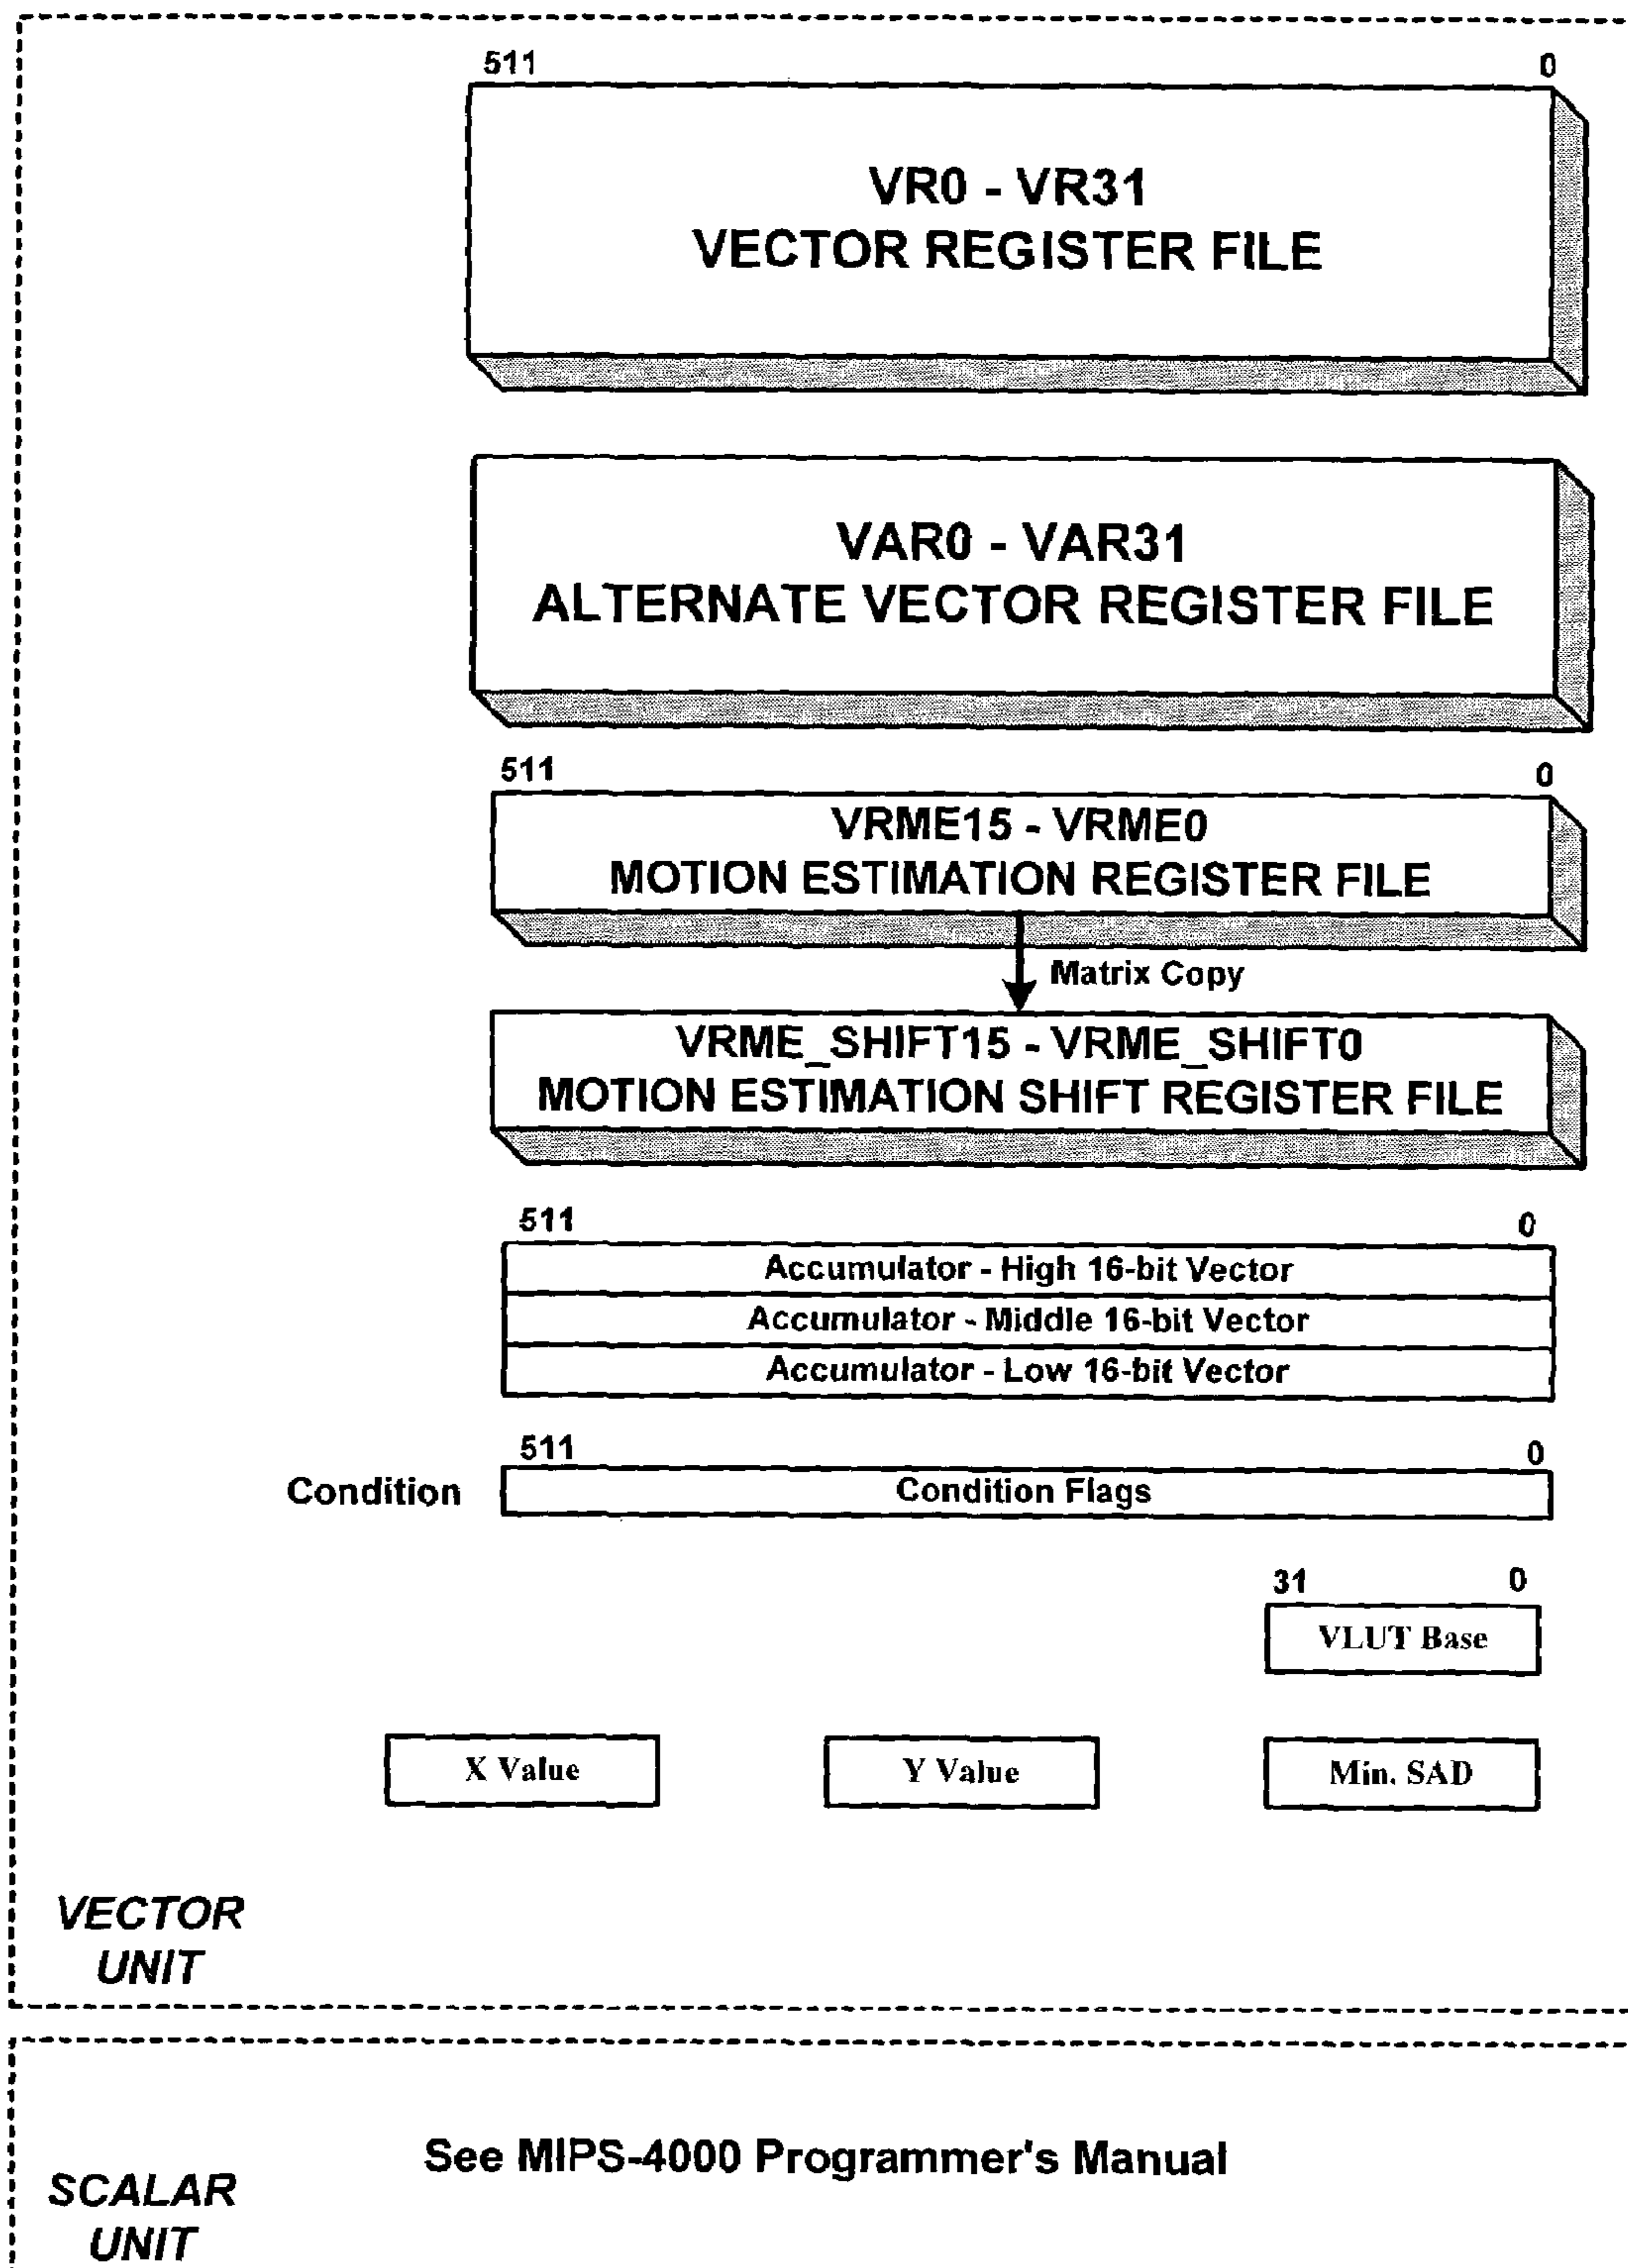 511 0
VR0 - VR31
VECTOR REGISTER FILE
VAR0 - VAR31
ALTERNATE VECTOR REGISTER FILE
511 0
VRME15 - VRME0
MOTION ESTIMATION REGISTER FILE
Matrix Copy
VRME_SHIFT15 - VRME_SHIFT0
MOTION ESTIMATION SHIFT REGISTER FILE
511 0
Accumulator - High 16-bit Vector
Accumulator - Middle 16-bit Vector
Accumulator - Low 16-bit Vector
511 0
Condition Condition Flags
31 0
VLUT Base
X Value Y Value Min. SAD
VECTOR
UNIT
See MIPS-4000 Programmer's Manual
SCALAR
UNIT